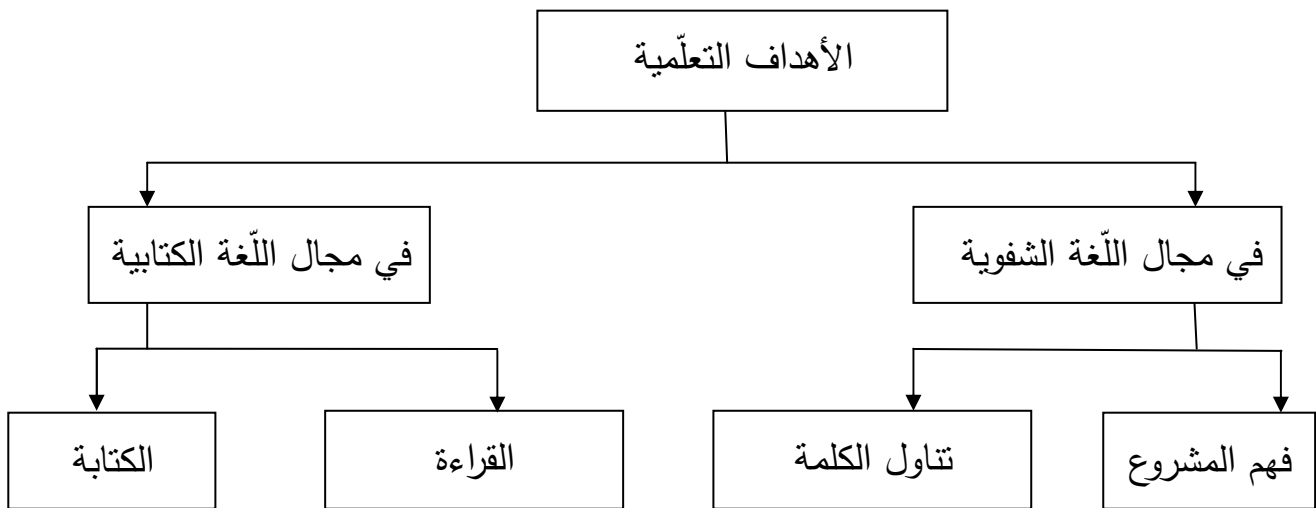 الأهداف التعلّمية
في مجال اللّغة الشفوية
في مجال اللّغة الكتابية
فهم المشروع
تناول الكلمة
القراءة
الكتابة